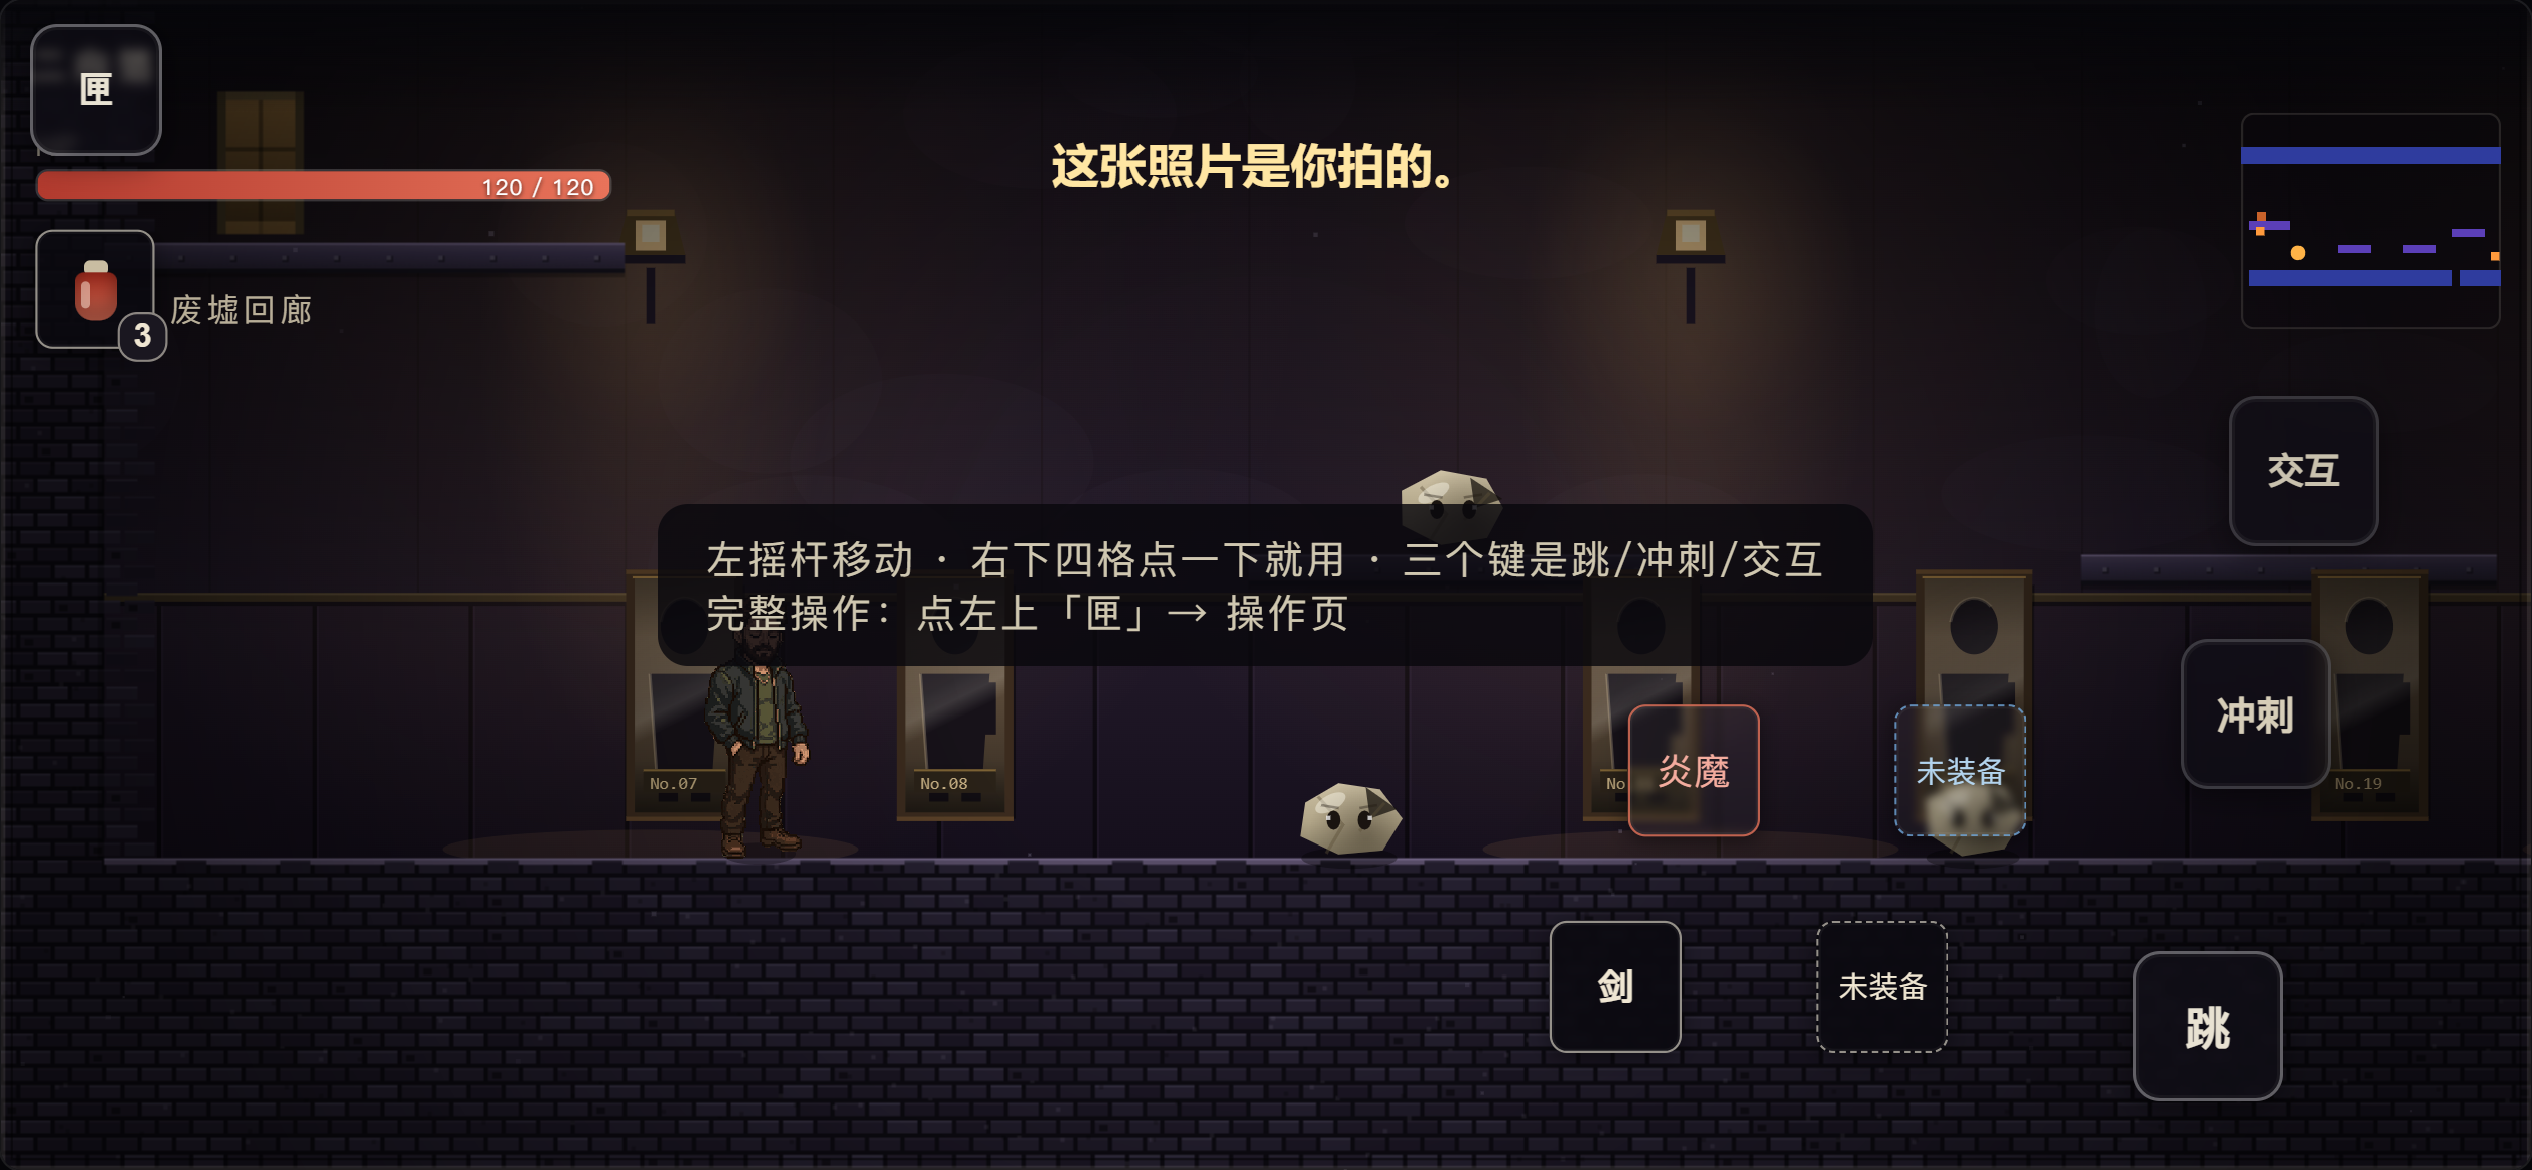 匣
120 / 120
这张照片是你拍的。
3
废墟回廊
交互
左摇杆移动 · 右下四格点一下就用 · 三个键是跳/冲刺/交互
完整操作：点左上「匣」→ 操作页
冲刺
炎魔
未装备
No.07
No.08
No
No.19
剑
未装备
跳